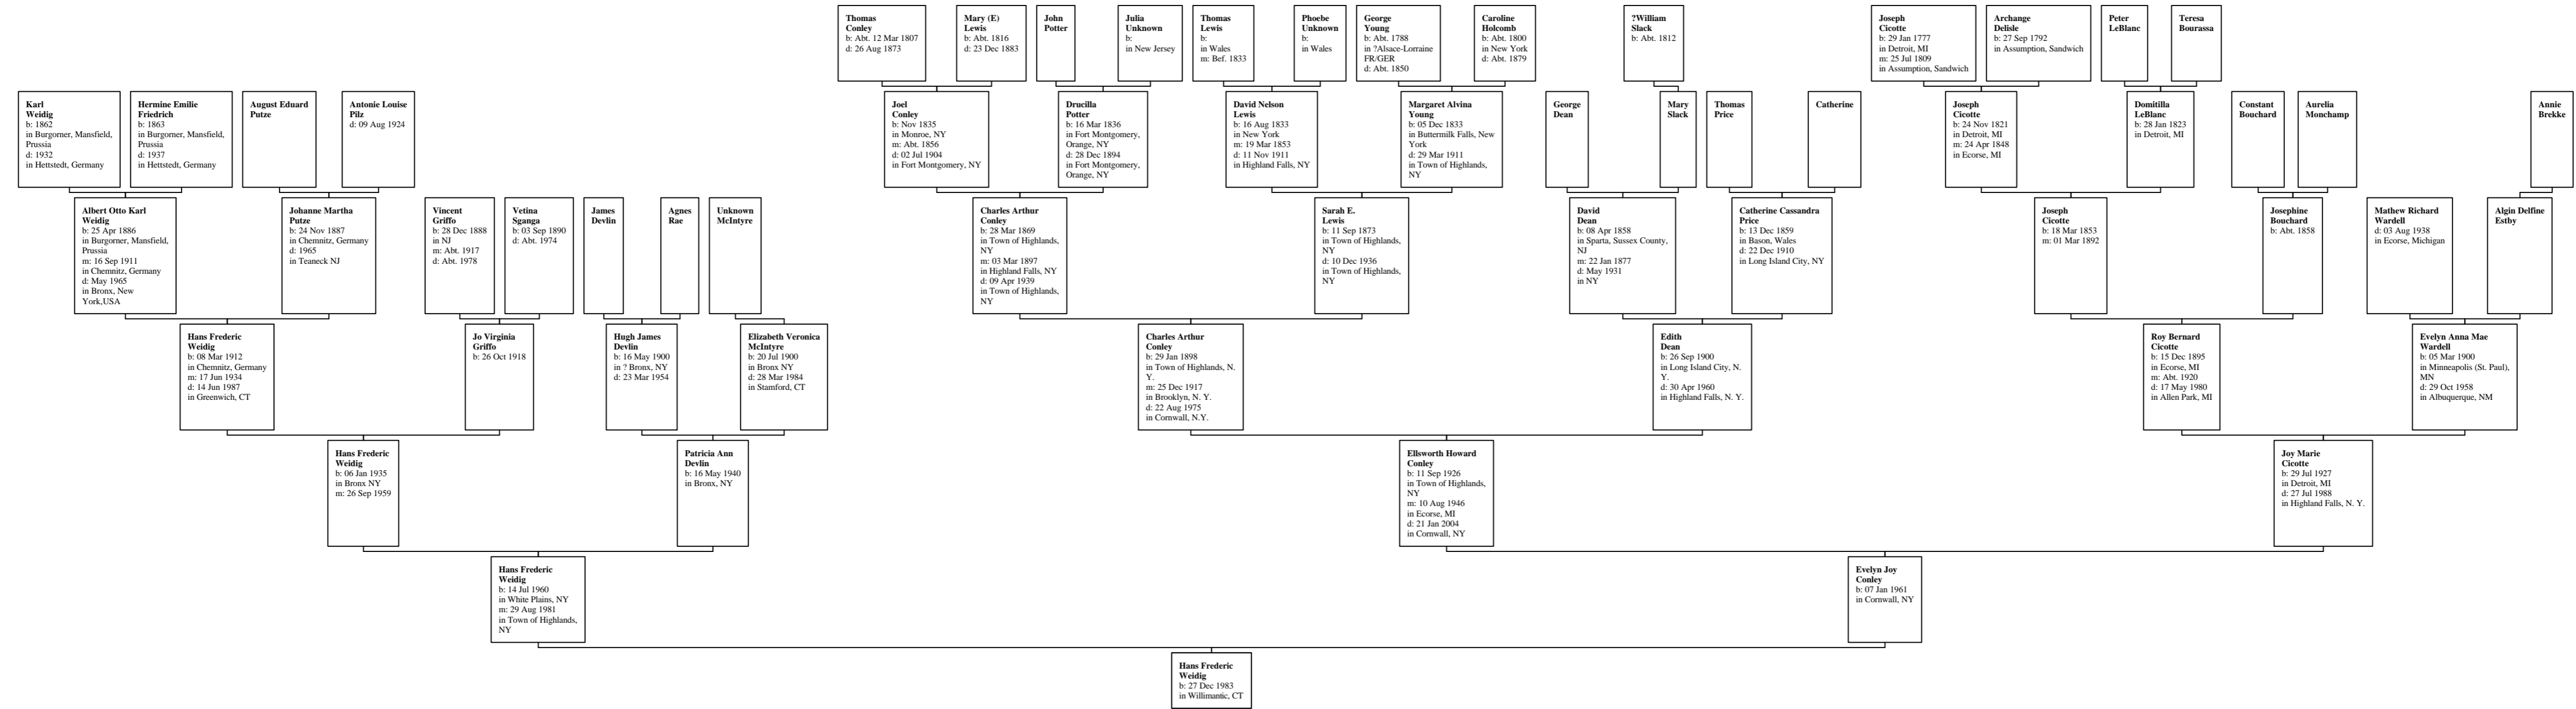 Thomas
Conley
b: Abt. 12 Mar 1807
d: 26 Aug 1873
Mary (E)
Lewis
b: Abt. 1816
d: 23 Dec 1883
John
Potter
Julia
Unknown
b:
in New Jersey
Thomas
Lewis
b:
in Wales
m: Bef. 1833
Phoebe
Unknown
b:
in Wales
George
Young
b: Abt. 1788
in ?Alsace-Lorraine
FR/GER
d: Abt. 1850
Caroline
Holcomb
b: Abt. 1800
in New York
d: Abt. 1879
?William
Slack
b: Abt. 1812
Joseph
Cicotte
b: 29 Jan 1777
in Detroit, MI
m: 25 Jul 1809
in Assumption, Sandwich
Archange
Delisle
b: 27 Sep 1792
in Assumption, Sandwich
Peter
LeBlanc
Teresa
Bourassa
Karl
Weidig
b: 1862
in Burgorner, Mansfield,
Prussia
d: 1932
in Hettstedt, Germany
Hermine Emilie
Friedrich
b: 1863
in Burgorner, Mansfield,
Prussia
d: 1937
in Hettstedt, Germany
August Eduard
Putze
Antonie Louise
Pilz
d: 09 Aug 1924
Joel
Conley
b: Nov 1835
in Monroe, NY
m: Abt. 1856
d: 02 Jul 1904
in Fort Montgomery, NY
Drucilla
Potter
b: 16 Mar 1836
in Fort Montgomery,
Orange, NY
d: 28 Dec 1894
in Fort Montgomery,
Orange, NY
David Nelson
Lewis
b: 16 Aug 1833
in New York
m: 19 Mar 1853
d: 11 Nov 1911
in Highland Falls, NY
Margaret Alvina
Young
b: 05 Dec 1833
in Buttermilk Falls, New
York
d: 29 Mar 1911
in Town of Highlands,
NY
George
Dean
Mary
Slack
Thomas
Price
Catherine
Joseph
Cicotte
b: 24 Nov 1821
in Detroit, MI
m: 24 Apr 1848
in Ecorse, MI
Domitilla
LeBlanc
b: 28 Jan 1823
in Detroit, MI
Constant
Bouchard
Aurelia
Monchamp
Annie
Brekke
Albert Otto Karl
Weidig
b: 25 Apr 1886
in Burgorner, Mansfield,
Prussia
m: 16 Sep 1911
in Chemnitz, Germany
d: May 1965
in Bronx, New
York,USA
Johanne Martha
Putze
b: 24 Nov 1887
in Chemnitz, Germany
d: 1965
in Teaneck NJ
Vincent
Griffo
b: 28 Dec 1888
in NJ
m: Abt. 1917
d: Abt. 1978
Vetina
Sganga
b: 03 Sep 1890
d: Abt. 1974
James
Devlin
Agnes
Rae
Unknown
McIntyre
Charles Arthur
Conley
b: 28 Mar 1869
in Town of Highlands,
NY
m: 03 Mar 1897
in Highland Falls, NY
d: 09 Apr 1939
in Town of Highlands,
NY
Sarah E.
Lewis
b: 11 Sep 1873
in Town of Highlands,
NY
d: 10 Dec 1936
in Town of Highlands,
NY
David
Dean
b: 08 Apr 1858
in Sparta, Sussex County,
NJ
m: 22 Jan 1877
d: May 1931
in NY
Catherine Cassandra
Price
b: 13 Dec 1859
in Bason, Wales
d: 22 Dec 1910
in Long Island City, NY
Joseph
Cicotte
b: 18 Mar 1853
m: 01 Mar 1892
Josephine
Bouchard
b: Abt. 1858
Mathew Richard
Wardell
d: 03 Aug 1938
in Ecorse, Michigan
Algin Delfine
Estby
Hans Frederic
Weidig
b: 08 Mar 1912
in Chemnitz, Germany
m: 17 Jun 1934
d: 14 Jun 1987
in Greenwich, CT
Jo Virginia
Griffo
b: 26 Oct 1918
Hugh James
Devlin
b: 16 May 1900
in ? Bronx, NY
d: 23 Mar 1954
Elizabeth Veronica
McIntyre
b: 20 Jul 1900
in Bronx NY
d: 28 Mar 1984
in Stamford, CT
Charles Arthur
Conley
b: 29 Jan 1898
in Town of Highlands, N.
Y.
m: 25 Dec 1917
in Brooklyn, N. Y.
d: 22 Aug 1975
in Cornwall, N.Y.
Edith
Dean
b: 26 Sep 1900
in Long Island City, N.
Y.
d: 30 Apr 1960
in Highland Falls, N. Y.
Roy Bernard
Cicotte
b: 15 Dec 1895
in Ecorse, MI
m: Abt. 1920
d: 17 May 1980
in Allen Park, MI
Evelyn Anna Mae
Wardell
b: 05 Mar 1900
in Minneapolis (St. Paul),
MN
d: 29 Oct 1958
in Albuquerque, NM
Hans Frederic
Weidig
b: 06 Jan 1935
in Bronx NY
m: 26 Sep 1959
Patricia Ann
Devlin
b: 16 May 1940
in Bronx, NY
Ellsworth Howard
Conley
b: 11 Sep 1926
in Town of Highlands,
NY
m: 10 Aug 1946
in Ecorse, MI
d: 21 Jan 2004
in Cornwall, NY
Joy Marie
Cicotte
b: 29 Jul 1927
in Detroit, MI
d: 27 Jul 1988
in Highland Falls, N. Y.
Hans Frederic
Weidig
b: 14 Jul 1960
in White Plains, NY
m: 29 Aug 1981
in Town of Highlands,
NY
Evelyn Joy
Conley
b: 07 Jan 1961
in Cornwall, NY
Hans Frederic
Weidig
b: 27 Dec 1983
in Willimantic, CT